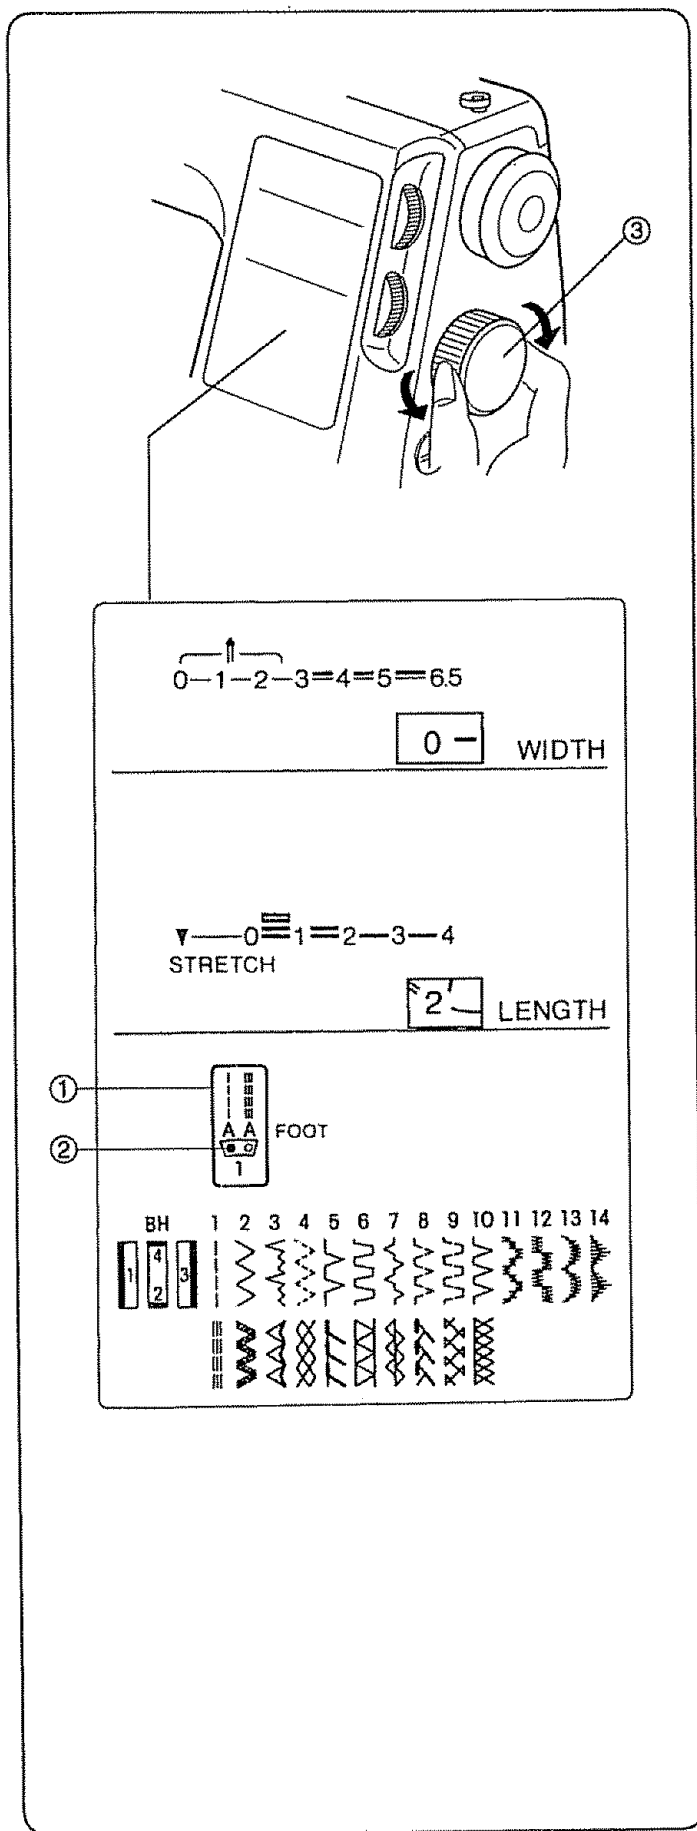 ③
0—1—2—3=4=5=6.5
0 — WIDTH
0≡1=2—3—4
STRETCH
2 LENGTH
①
A A FOOT
②
1
BH 1 2 3 4 5 6 7 8 9 10 11 12 13 14
1 4 3
2